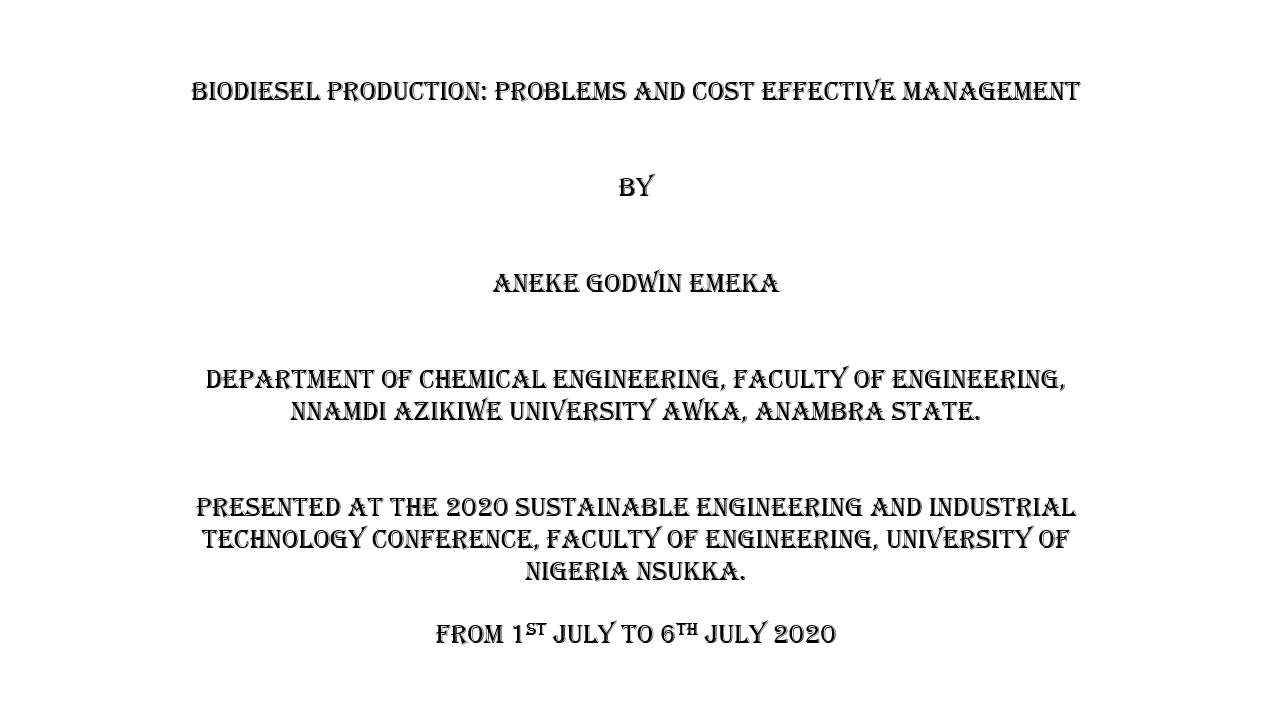 BIODIESEL PRODUCTION: PROBLEMS AND COST EFFECTIVE MANAGEMENT
BY
ANEKE GODWIN EMEKA
DEPARTMENT OF CHEMICAL ENGINEERING, FACULTY OF ENGINEERING,
NNAMDI AZIKIWE UNIVERSITY AWKA, ANAMBRA STATE.
PRESENTED AT THE 2020 SUSTAINABLE ENGINEERING AND INDUSTRIAL
TECHNOLOGY CONFERENCE, FACULTY OF ENGINEERING, UNIVERSITY OF
NIGERIA NSUKKA.
FROM 1ST JULY TO 6TH JULY 2020